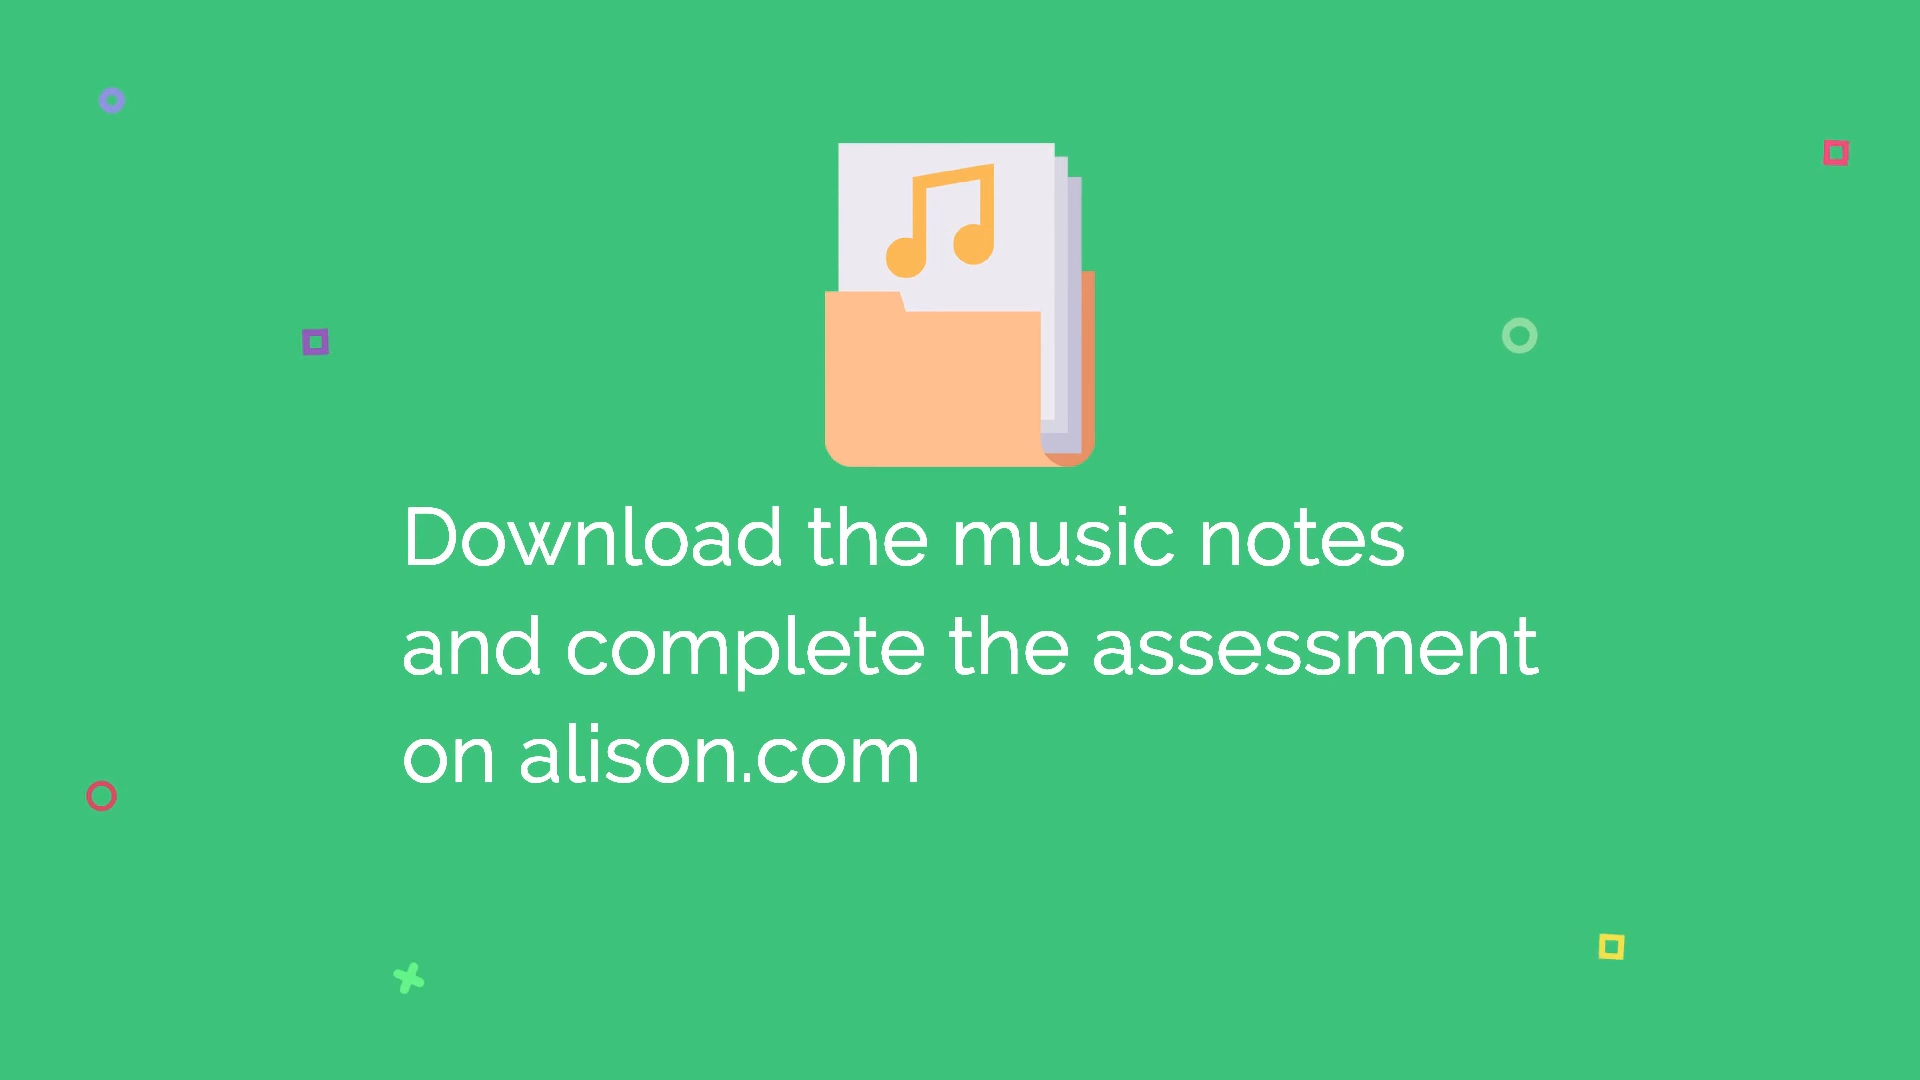 Download the music notes
and complete the assessment
on alison.com